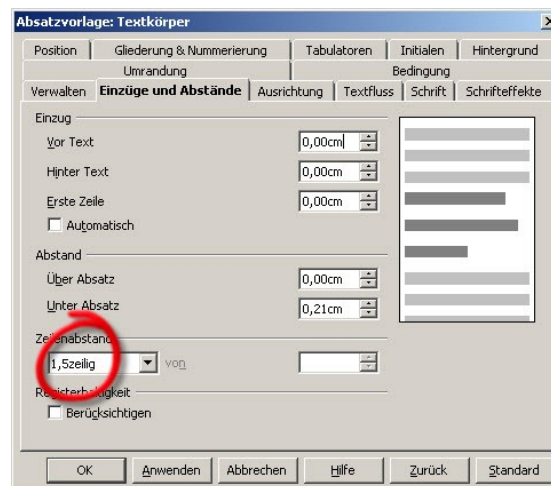 Absatzvorlage: Textkörper
Position Gliederung & Nummerierung Tabulatoren Initialen Hintergrund
Umrandung Bedingung
Verwalten Einzüge und Abstände Ausrichtung Textfluss Schrift Schrifteffekte
Einzug
Vor Text 0,00cm
Hinter Text 0,00cm
Erste Zeile 0,00cm
Automatisch
Abstand
Über Absatz 0,00cm
Unter Absatz 0,21cm
Zeilenabstand
1,5zeilig von
Registerhaltigkeit
Berücksichtigen
OK Anwenden Abbrechen Hilfe Zurück Standard